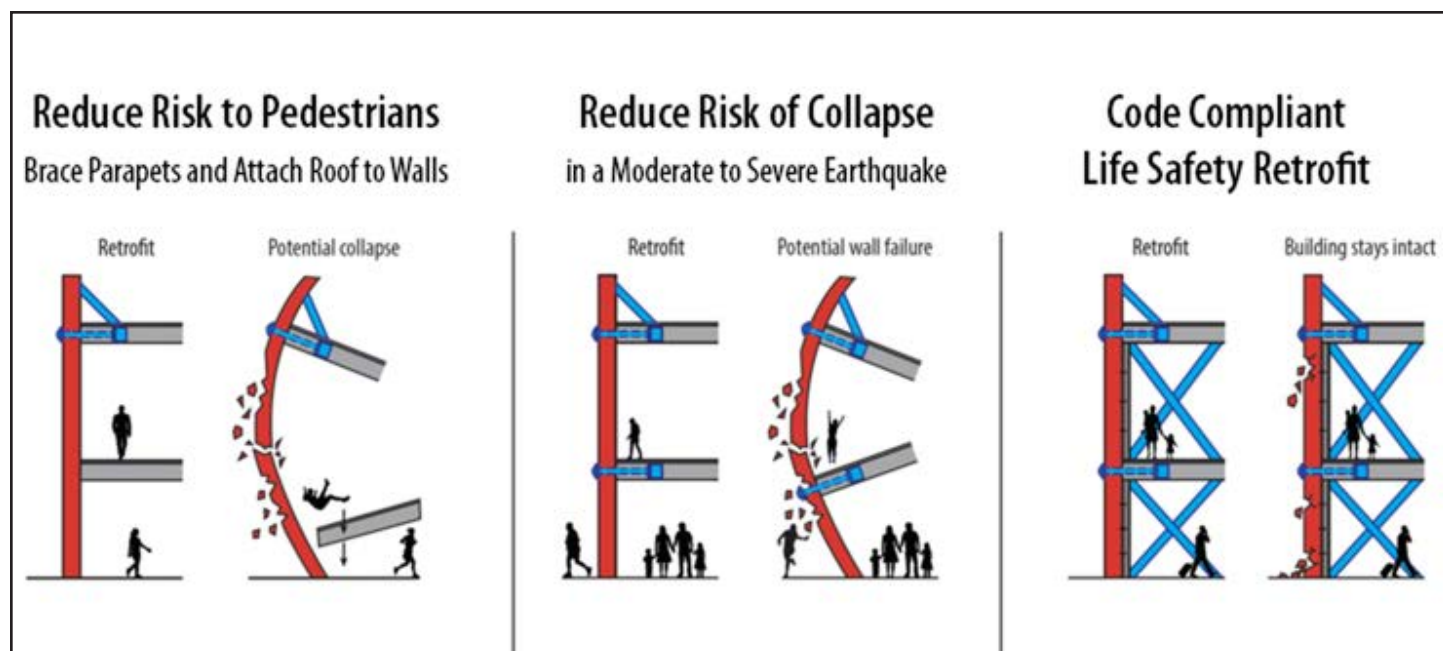 Reduce Risk to Pedestrians
Brace Parapets and Attach Roof to Walls
Retrofit
Potential collapse
Reduce Risk of Collapse
in a Moderate to Severe Earthquake
Retrofit
Potential wall failure
Code Compliant
Life Safety Retrofit
Retrofit
Building stays intact